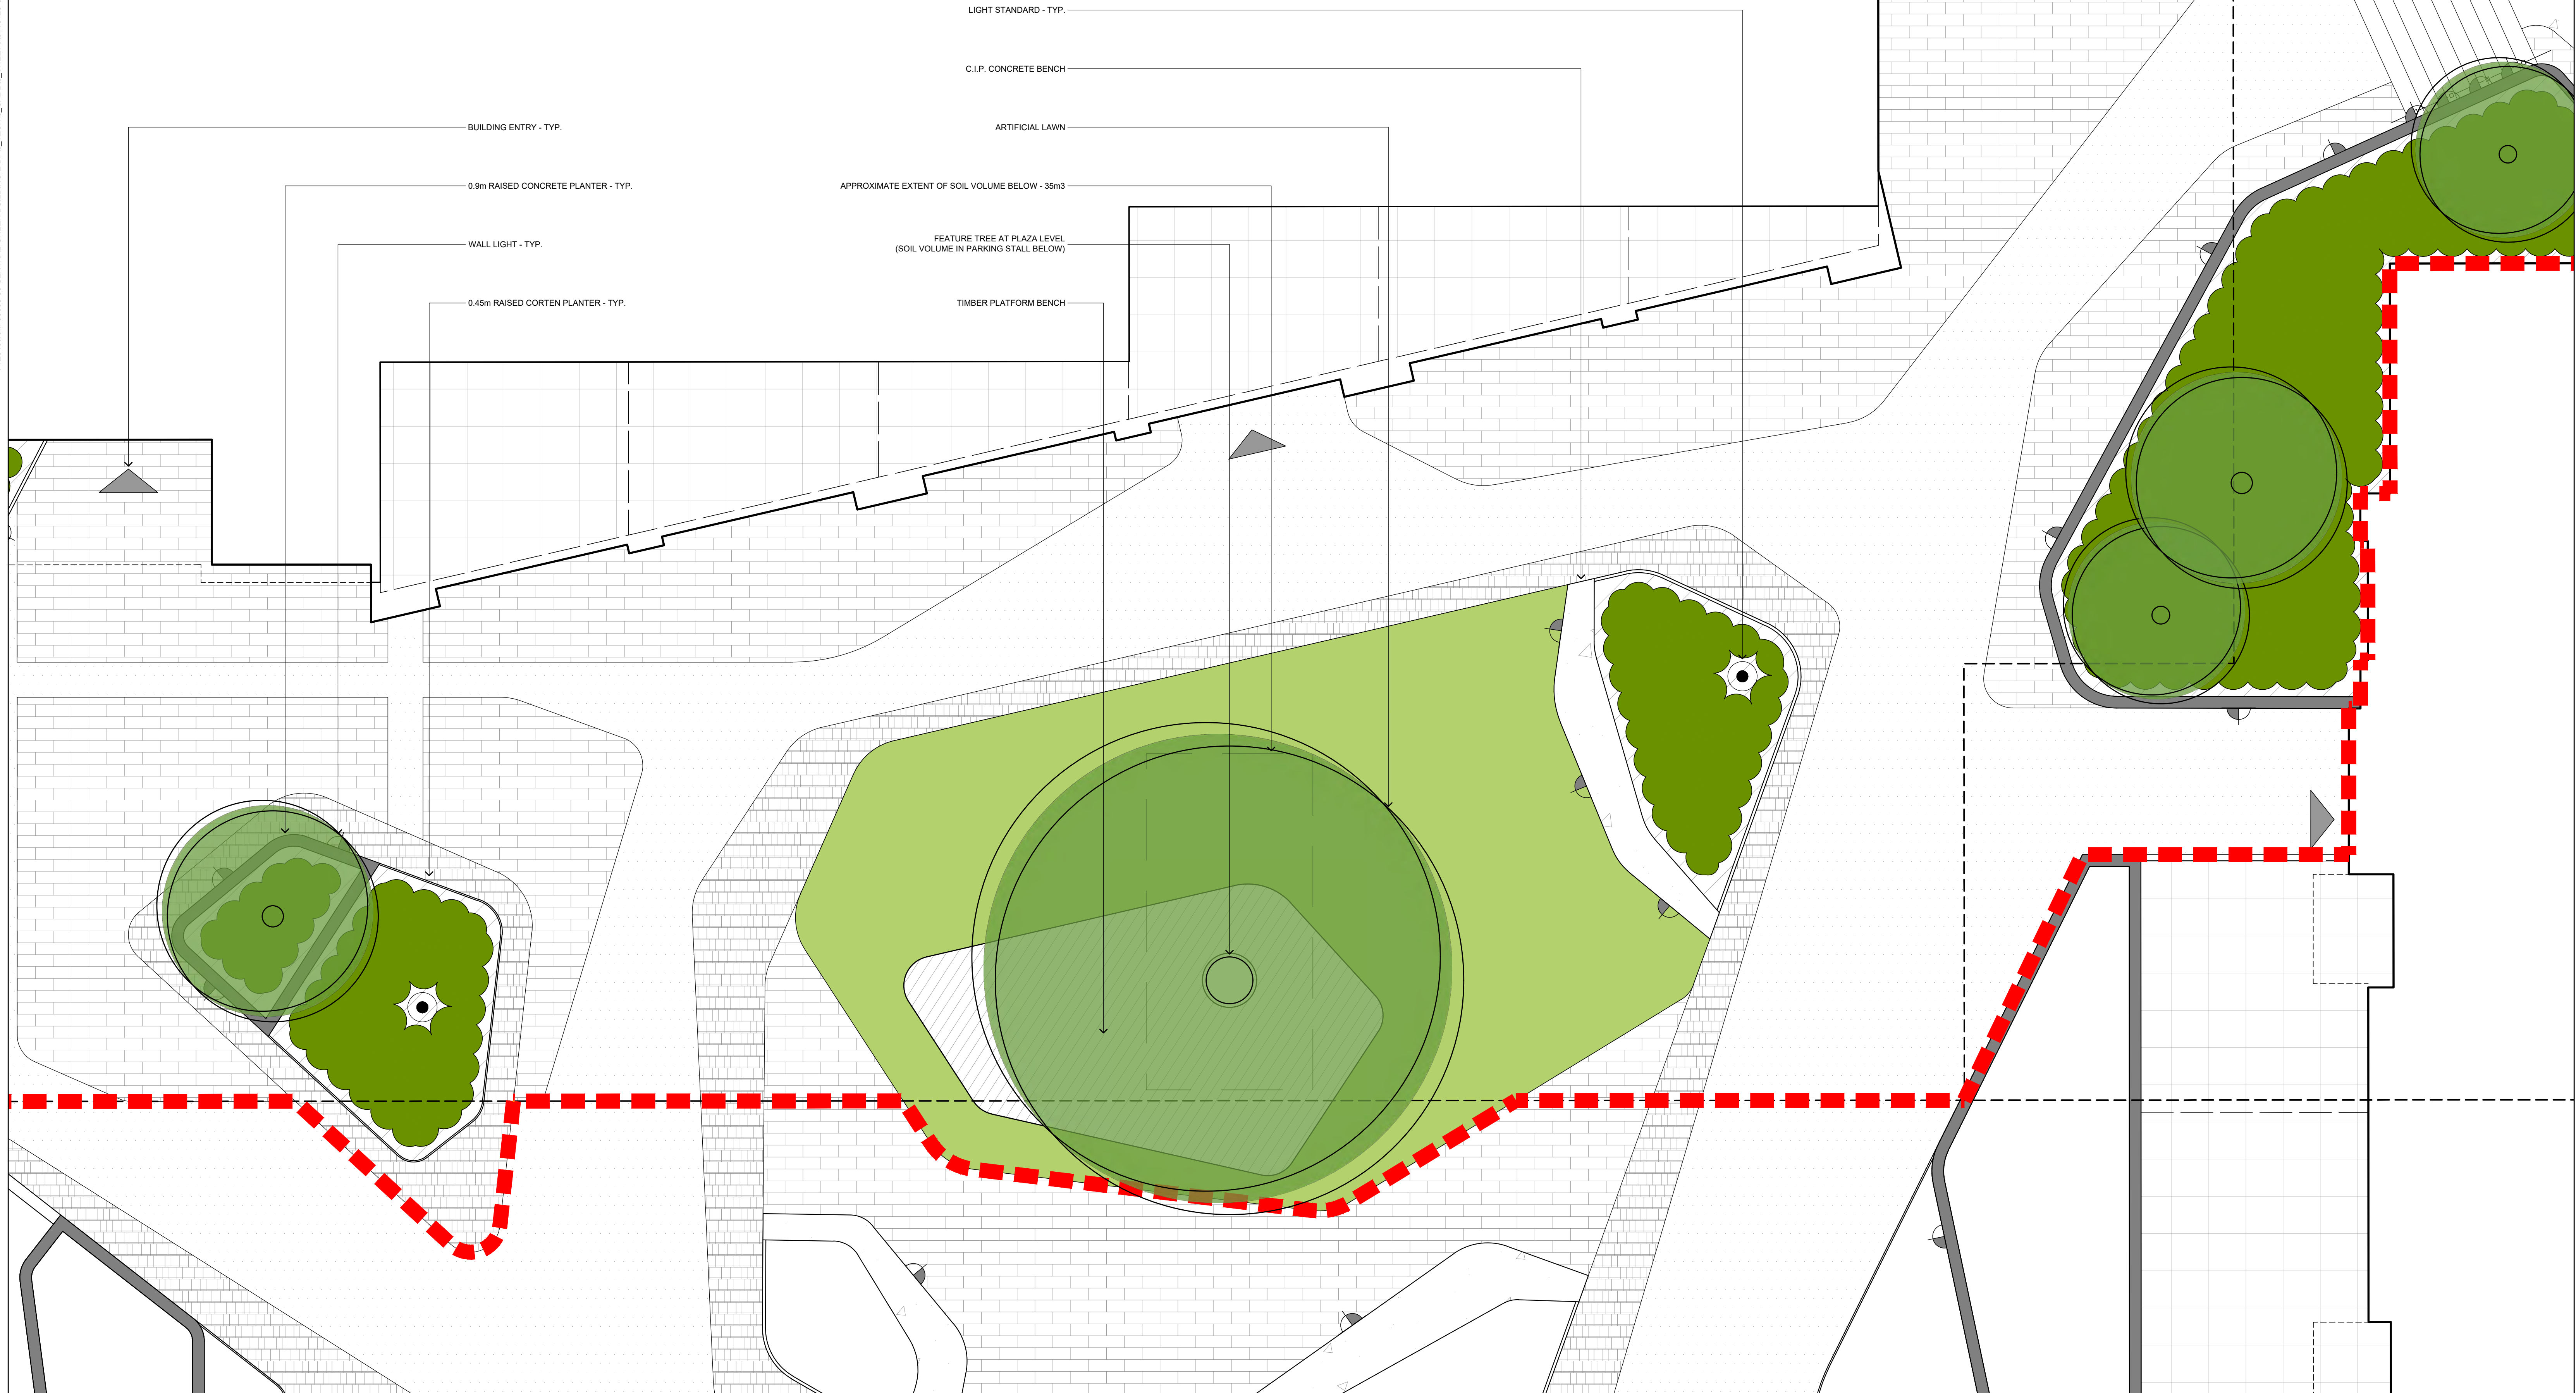 LIGHT STANDARD - TYP.
C.I.P. CONCRETE BENCH
BUILDING ENTRY - TYP.
ARTIFICIAL LAWN
0.9m RAISED CONCRETE PLANTER - TYP.
APPROXIMATE EXTENT OF SOIL VOLUME BELOW - 35m3
WALL LIGHT - TYP.
FEATURE TREE AT PLAZA LEVEL
(SOIL VOLUME IN PARKING STALL BELOW)
0.45m RAISED CORTEN PLANTER - TYP.
TIMBER PLATFORM BENCH